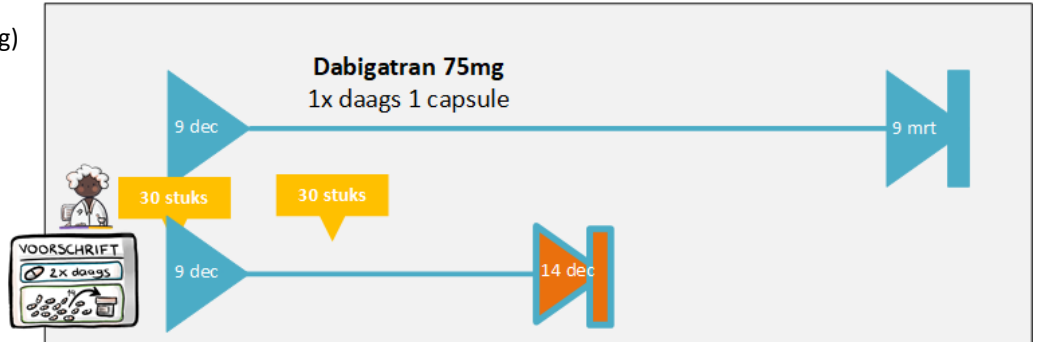 g)
Dabigatran 75mg
1x daags 1 capsule
9 dec
9 mrt
30 stuks
30 stuks
VOORSCHRIFT
2x daags
9 dec
14 dec